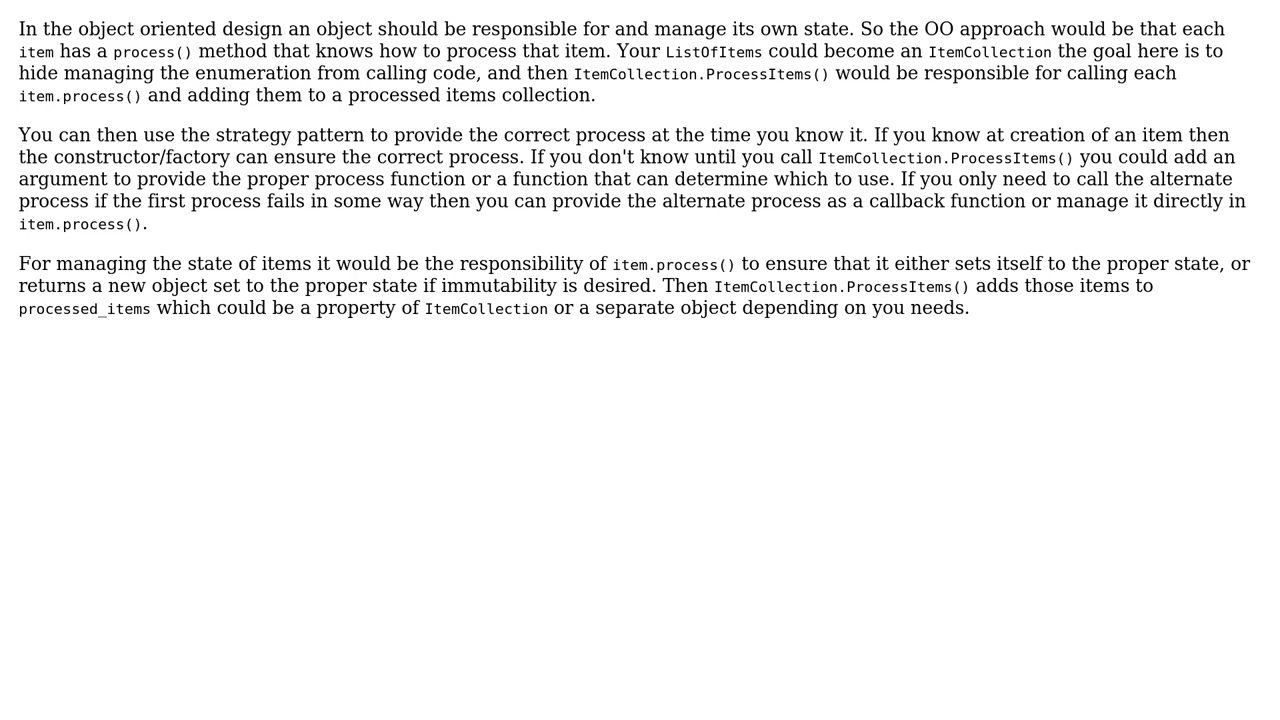 In the object oriented design an object should be responsible for and manage its own state. So the OO approach would be that each
item has a process() method that knows how to process that item. Your ListOfItems could become an ItemCollection the goal here is to
hide managing the enumeration from calling code, and then ItemCollection.ProcessItems() would be responsible for calling each
item.process() and adding them to a processed items collection.
You can then use the strategy pattern to provide the correct process at the time you know it. If you know at creation of an item then
the constructor/factory can ensure the correct process. If you don't know until you call ItemCollection.ProcessItems() you could add an
argument to provide the proper process function or a function that can determine which to use. If you only need to call the alternate
process if the first process fails in some way then you can provide the alternate process as a callback function or manage it directly in
item.process().
For managing the state of items it would be the responsibility of item.process() to ensure that it either sets itself to the proper state, or
returns a new object set to the proper state if immutability is desired. Then ItemCollection.ProcessItems() adds those items to
processed_items which could be a property of ItemCollection or a separate object depending on you needs.